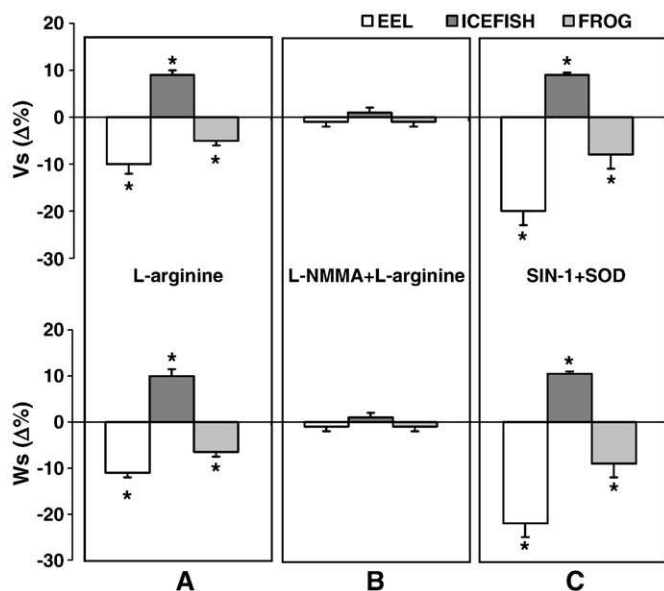 EEL ICEFISH FROG
20
10
0
-10
-20
-30
Vs (Δ%)
* * *
* * *
L-arginine L-NMMA+L-arginine SIN-1+SOD
20
10
0
-10
-20
-30
Ws (Δ%)
* * *
* * *
A B C